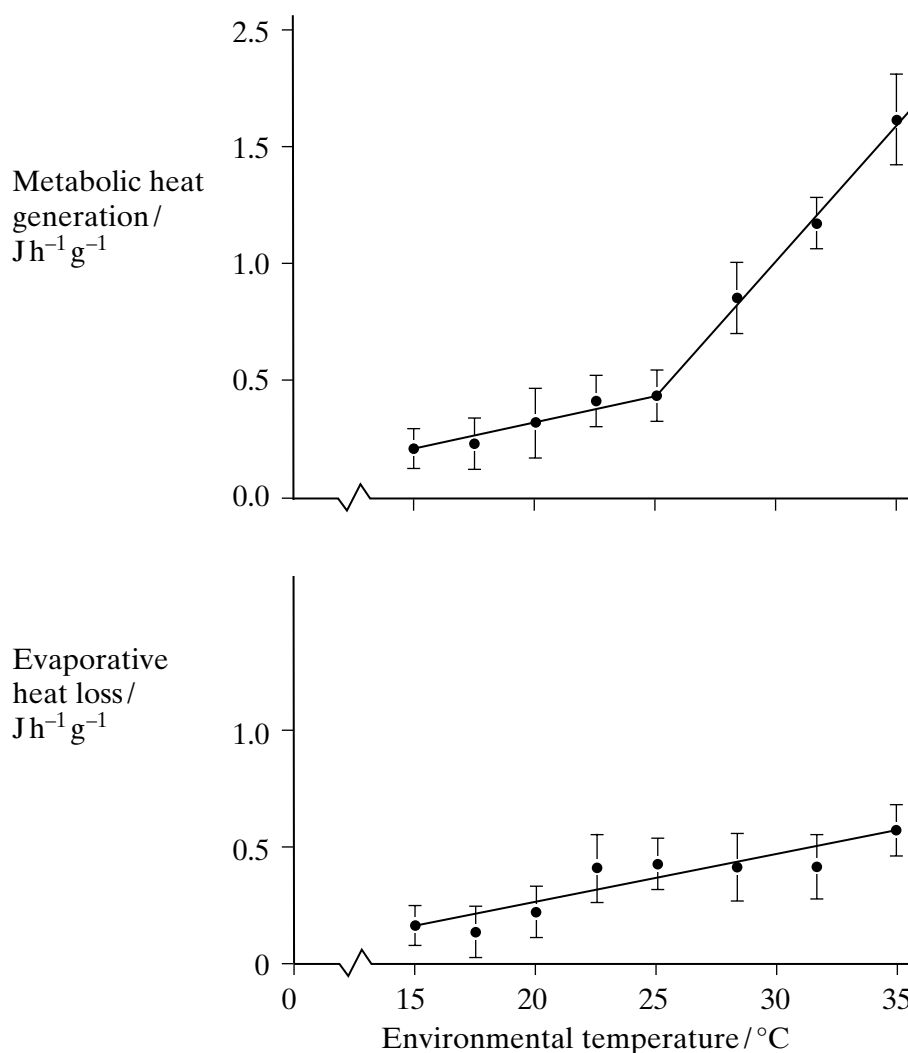 2.5
1.5
Metabolic heat
generation /
J h⁻¹ g⁻¹
1.0
0.5
0.0
Evaporative
heat loss /
J h⁻¹ g⁻¹
1.0
0.5
0
0 15 20 25 30 35
Environmental temperature / °C